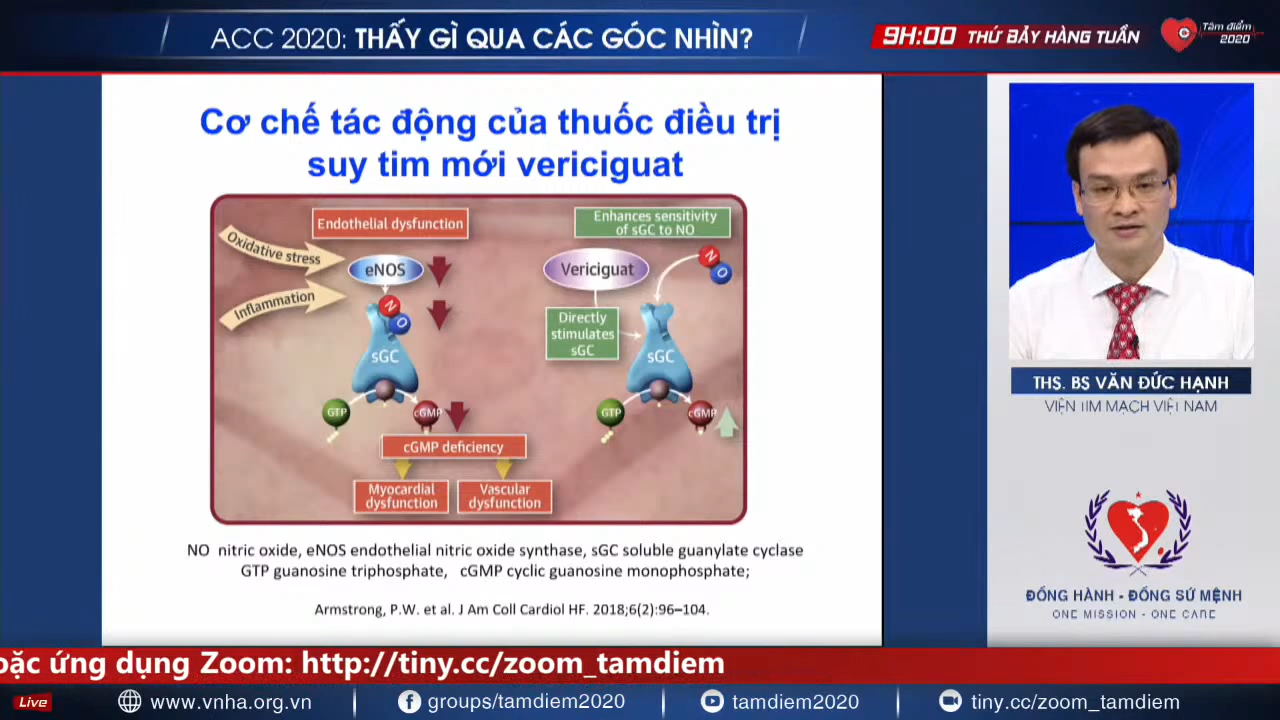 ACC 2020: THẤY GÌ QUA CÁC GÓC NHÌN?
9H:00 THỨ BẢY HÀNG TUẦN
Tâm điểm
2020
Cơ chế tác động của thuốc điều trị
suy tim mới vericiguat
Endothelial dysfunction
Oxidative stress
eNOS
Inflammation
N
O
sGC
GTP
cGMP
cGMP deficiency
Myocardial
dysfunction
Vascular
dysfunction
Enhances sensitivity
of sGC to NO
Vericiguat
N
O
Directly
stimulates
sGC
sGC
GTP
cGMP
NO nitric oxide, eNOS endothelial nitric oxide synthase, sGC soluble guanylate cyclase
GTP guanosine triphosphate, cGMP cyclic guanosine monophosphate;
Armstrong, P.W. et al. J Am Coll Cardiol HF. 2018;6(2):96–104.
THS. BS VĂN ĐỨC HẠNH
VIỆN TIM MẠCH VIỆT NAM
ĐỒNG HÀNH - ĐỒNG SỨ MỆNH
ONE MISSION - ONE CARE
oặc ứng dụng Zoom: http://tiny.cc/zoom_tamdiem
Live
www.vnha.org.vn
groups/tamdiem2020
tamdiem2020
tiny.cc/zoom_tamdiem